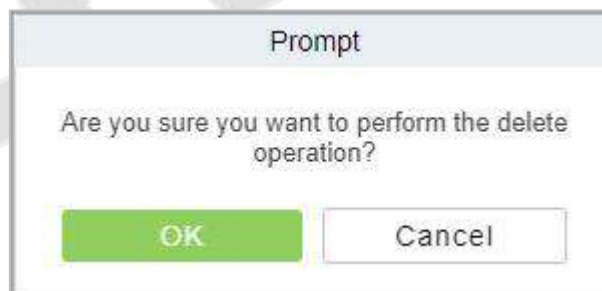 Prompt
Are you sure you want to perform the delete
operation?
OK
Cancel